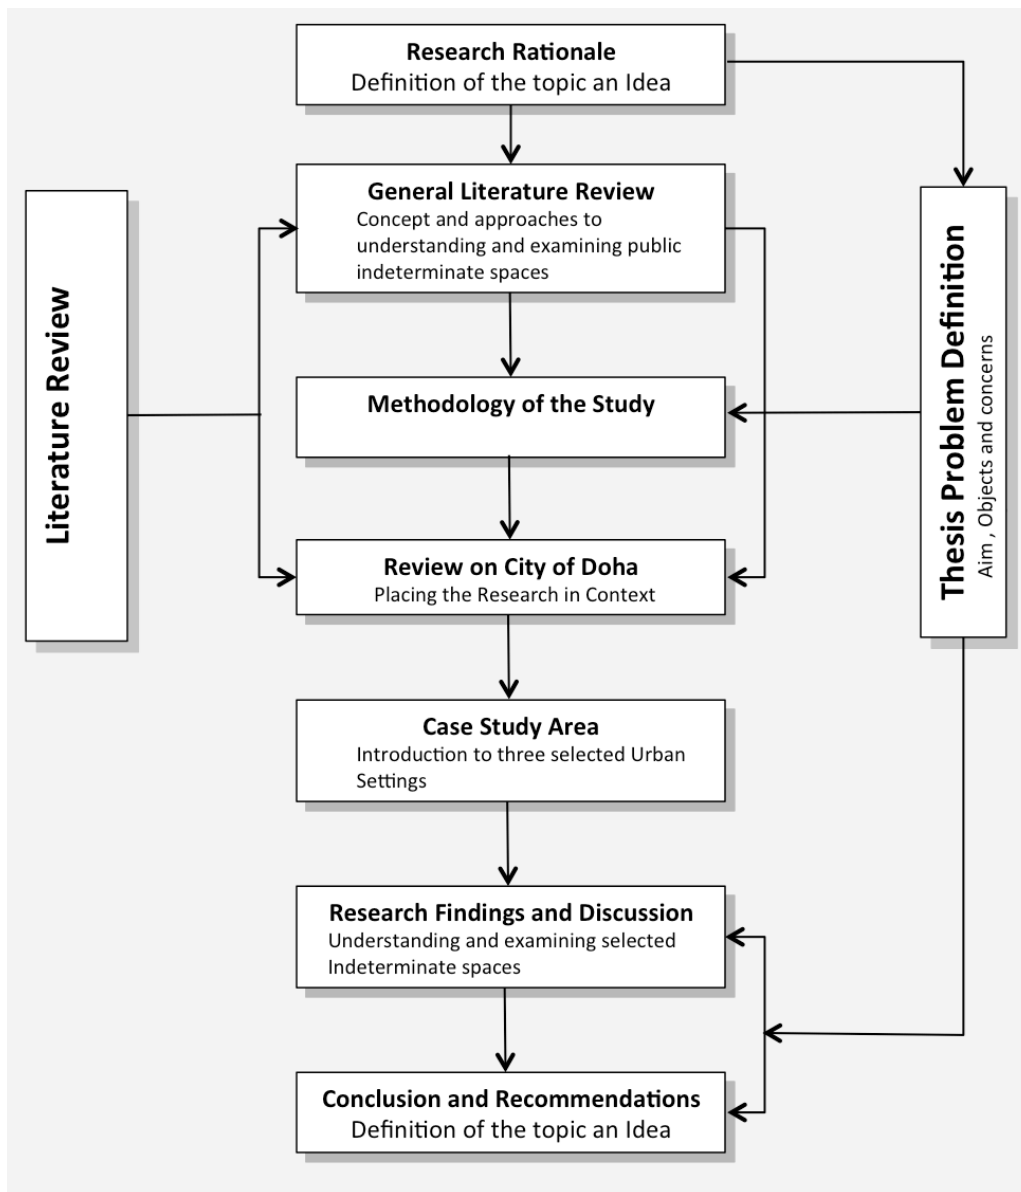 Research Rationale
Definition of the topic an Idea
General Literature Review
Concept and approaches to
understanding and examining public
indeterminate spaces
Literature Review
Thesis Problem Definition
Aim , Objects and concerns
Methodology of the Study
Review on City of Doha
Placing the Research in Context
Case Study Area
Introduction to three selected Urban
Settings
Research Findings and Discussion
Understanding and examining selected
Indeterminate spaces
Conclusion and Recommendations
Definition of the topic an Idea